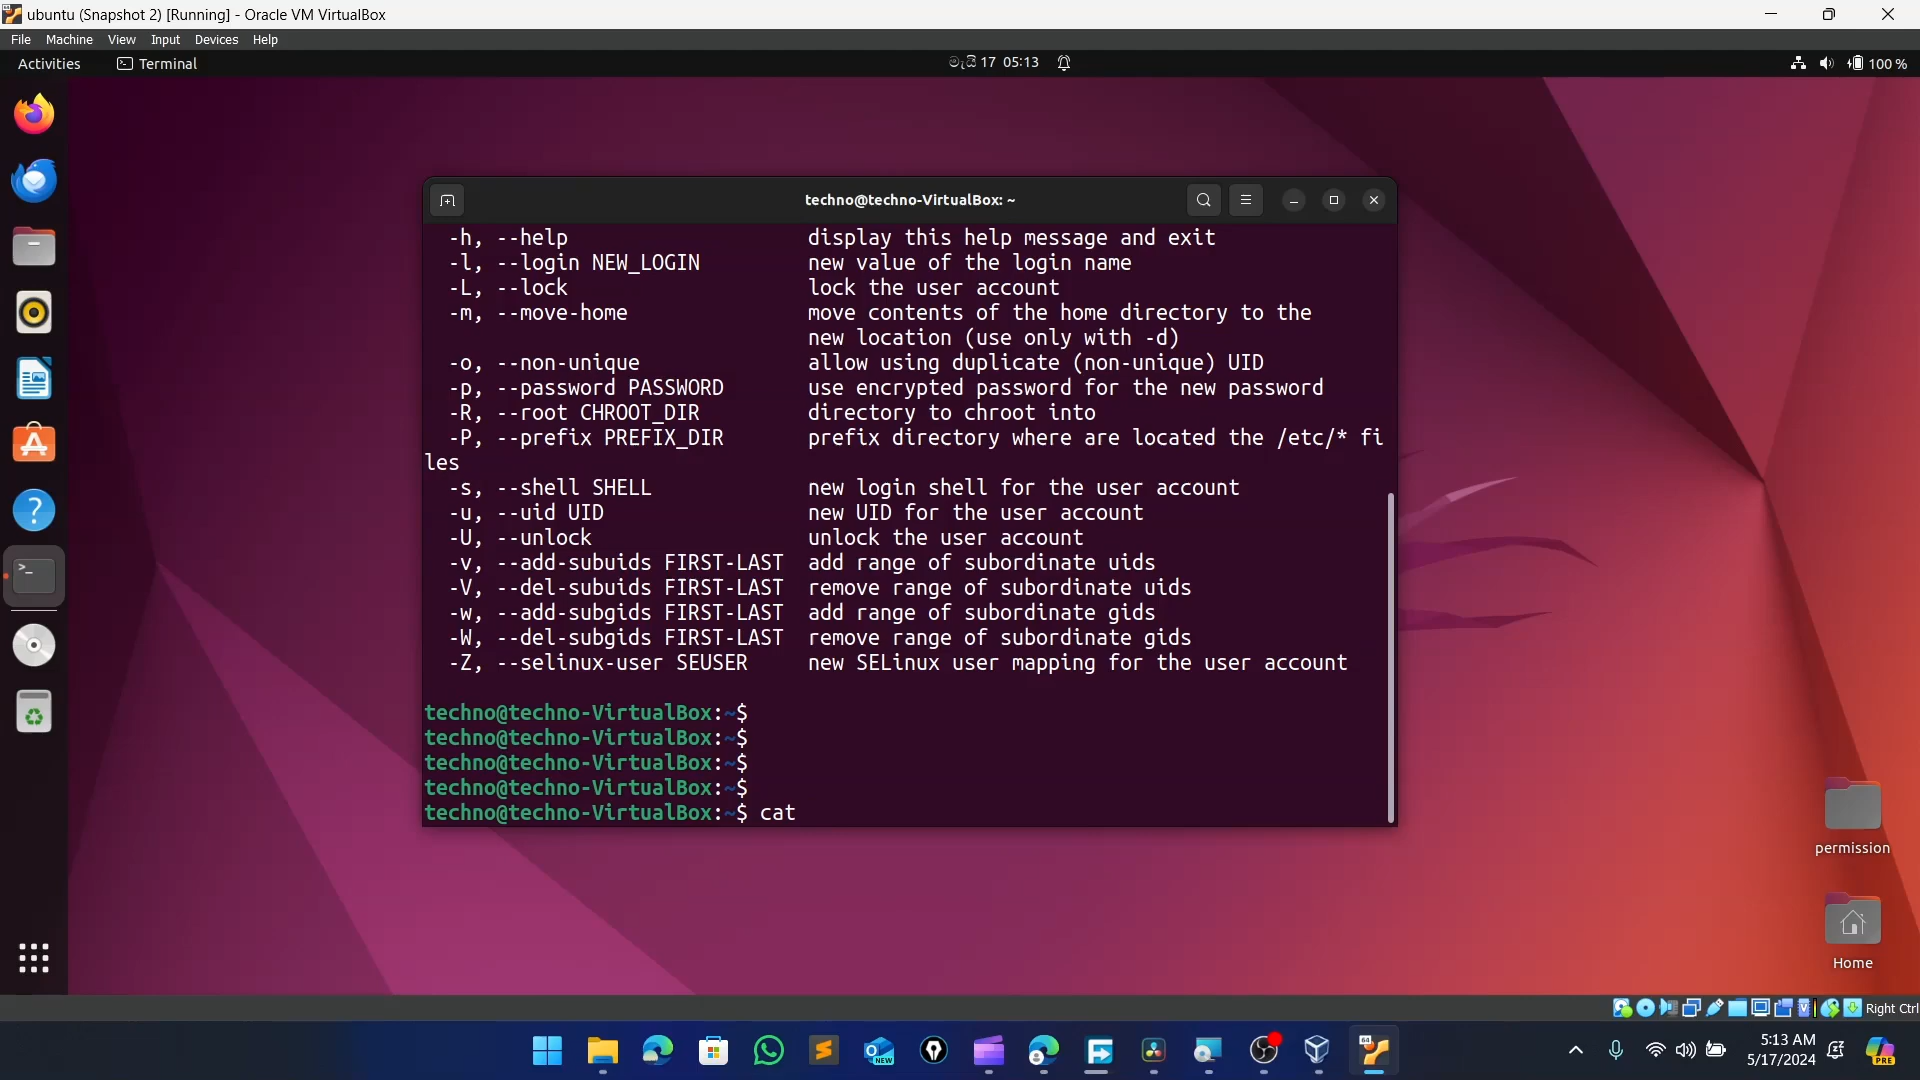 ubuntu (Snapshot 2) [Running] - Oracle VM VirtualBox
File Machine View Input Devices Help
Activities Terminal මැයි 17 05:13 100 %
techno@techno-VirtualBox: ~
-h, --help display this help message and exit
-l, --login NEW_LOGIN new value of the login name
-L, --lock lock the user account
-m, --move-home move contents of the home directory to the
new location (use only with -d)
-o, --non-unique allow using duplicate (non-unique) UID
-p, --password PASSWORD use encrypted password for the new password
-R, --root CHROOT_DIR directory to chroot into
-P, --prefix PREFIX_DIR prefix directory where are located the /etc/* fi
les
-s, --shell SHELL new login shell for the user account
-u, --uid UID new UID for the user account
-U, --unlock unlock the user account
-v, --add-subuids FIRST-LAST add range of subordinate uids
-V, --del-subuids FIRST-LAST remove range of subordinate uids
-w, --add-subgids FIRST-LAST add range of subordinate gids
-W, --del-subgids FIRST-LAST remove range of subordinate gids
-Z, --selinux-user SEUSER new SELinux user mapping for the user account
techno@techno-VirtualBox:~$
techno@techno-VirtualBox:~$
techno@techno-VirtualBox:~$
techno@techno-VirtualBox:~$
techno@techno-VirtualBox:~$ cat
permission
Home
Right Ctrl
5:13 AM
5/17/2024
NEW
64
PRE